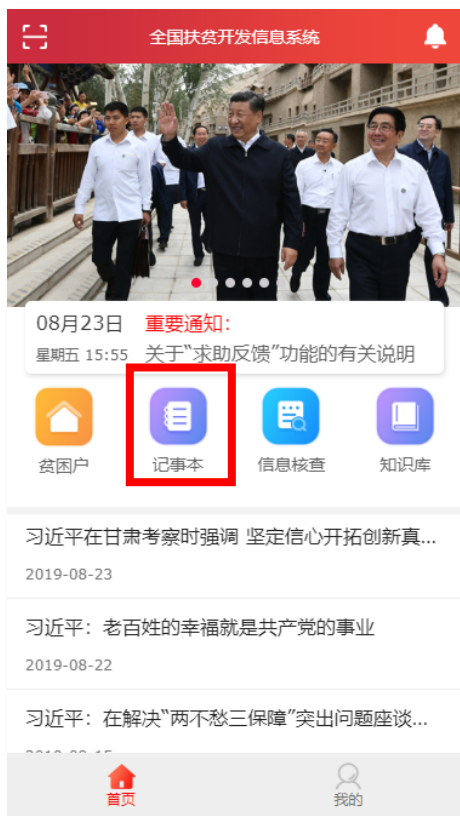 全国扶贫开发信息系统
08月23日 重要通知：
星期五 15:55 关于“求助反馈”功能的有关说明
贫困户 记事本 信息核查 知识库
习近平在甘肃考察时强调 坚定信心开拓创新真...
2019-08-23
习近平：老百姓的幸福就是共产党的事业
2019-08-22
习近平：在解决“两不愁三保障”突出问题座谈...
首页 我的